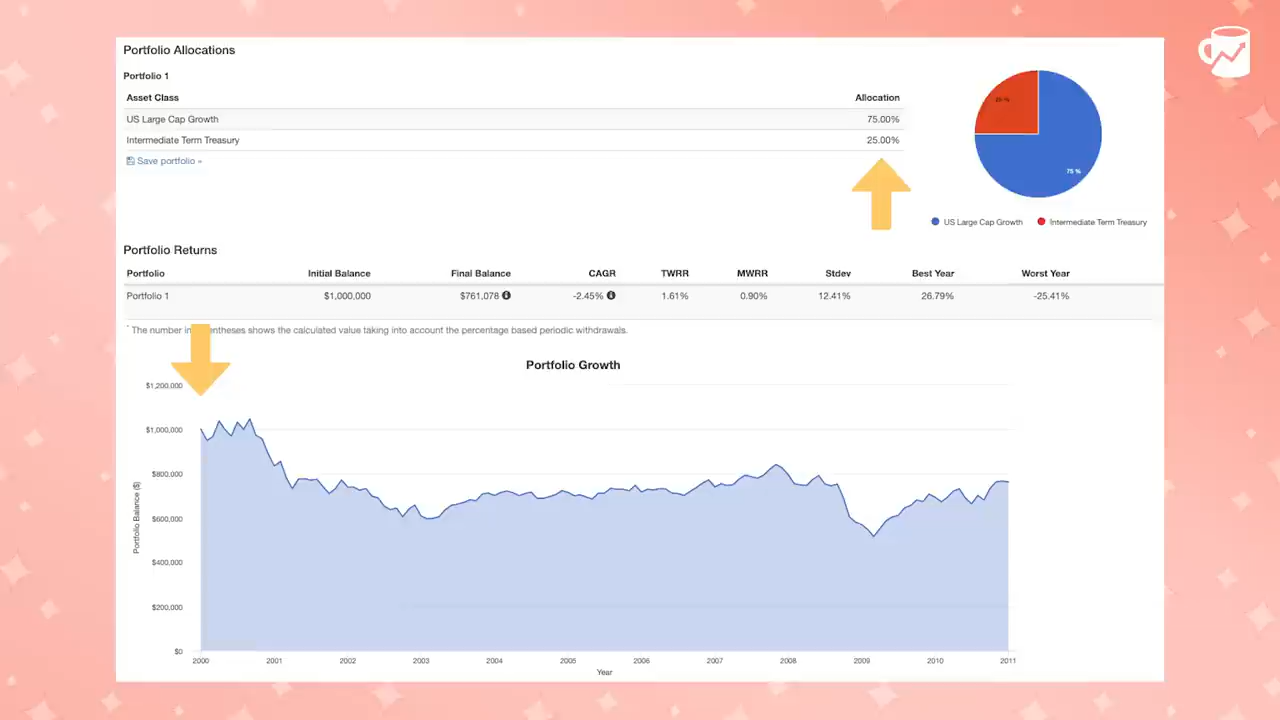 Portfolio Allocations
Portfolio 1
Asset Class Allocation
US Large Cap Growth 75.00%
Intermediate Term Treasury 25.00%
Save portfolio »
25 %
75 %
US Large Cap Growth Intermediate Term Treasury
Portfolio Returns
Portfolio Initial Balance Final Balance CAGR TWRR MWRR Stdev Best Year Worst Year
Portfolio 1 $1,000,000 $761,078 -2.45% 1.61% 0.90% 12.41% 26.79% -25.41%
* The number in entheses shows the calculated value taking into account the percentage based periodic withdrawals.
Portfolio Growth
$1,200,000
$1,000,000
$800,000
$600,000
$400,000
$200,000
$0
Portfolio Balance ($)
2000 2001 2002 2003 2004 2005 2006 2007 2008 2009 2010 2011
Year